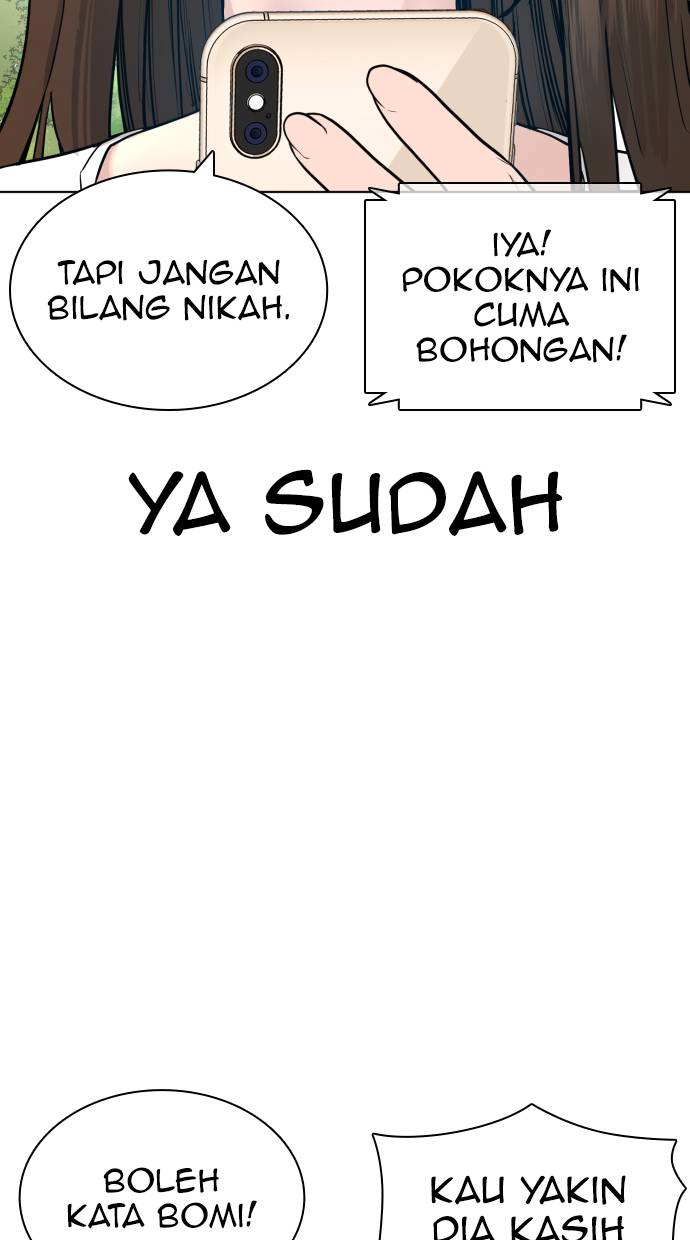 TAPI JANGAN
BILANG NIKAH.
IYA!
POKOKNYA INI
CUMA
BOHONGAN!
YA SUDAH
BOLEH
KATA BOMI!
KAU YAKIN
DIA KASIH